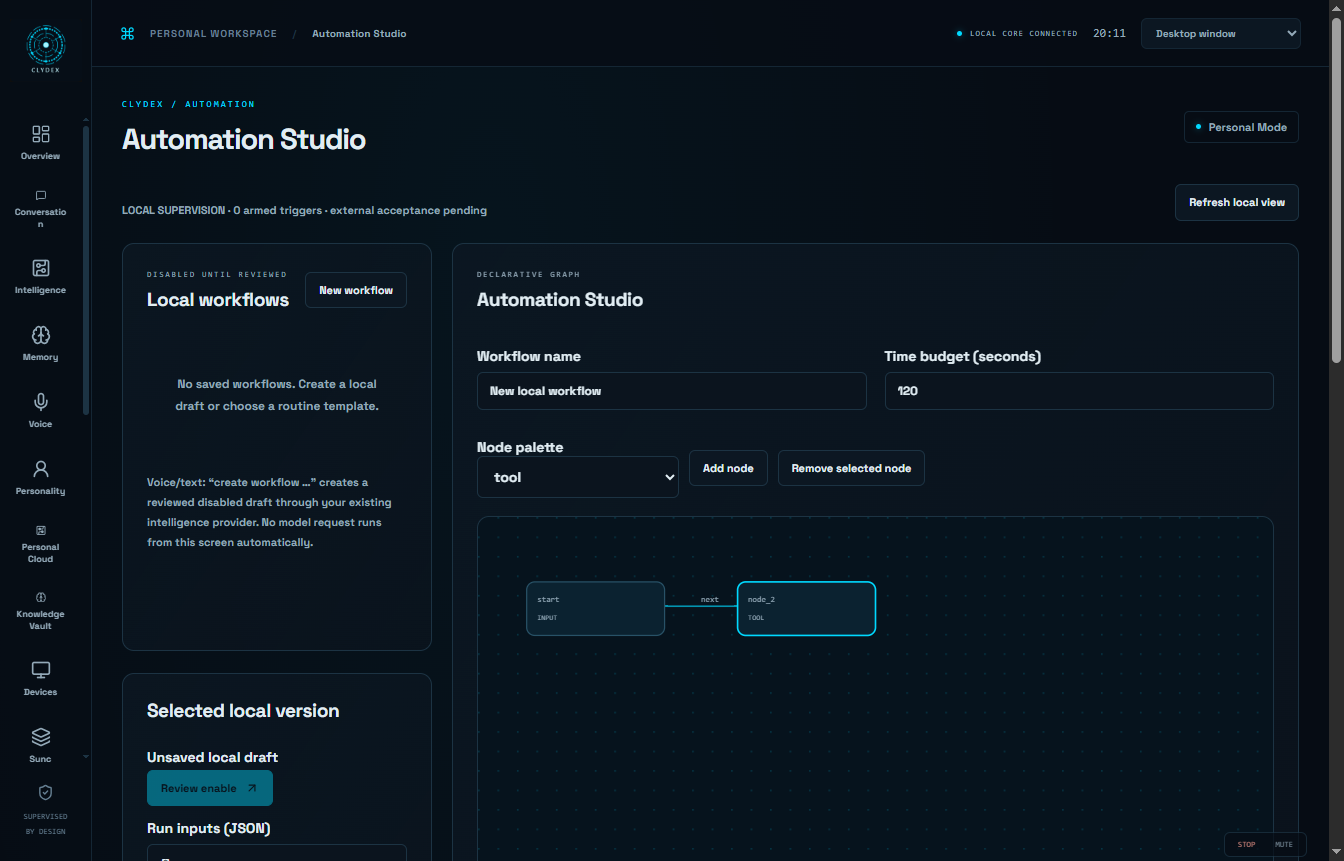 CLYDEX
PERSONAL WORKSPACE / Automation Studio
LOCAL CORE CONNECTED 20:11 Desktop window
Overview
Conversatio
n
Intelligence
Memory
Voice
Personality
Personal
Cloud
Knowledge
Vault
Devices
Sync
SUPERVISED
BY DESIGN
CLYDEX / AUTOMATION
Automation Studio
Personal Mode
LOCAL SUPERVISION · 0 armed triggers · external acceptance pending
Refresh local view
DISABLED UNTIL REVIEWED
Local workflows
New workflow
No saved workflows. Create a local
draft or choose a routine template.
Voice/text: “create workflow …” creates a
reviewed disabled draft through your existing
intelligence provider. No model request runs
from this screen automatically.
Selected local version
Unsaved local draft
Review enable
Run inputs (JSON)
DECLARATIVE GRAPH
Automation Studio
Workflow name
New local workflow
Time budget (seconds)
120
Node palette
tool
Add node
Remove selected node
start
INPUT
next
node_2
TOOL
STOP MUTE